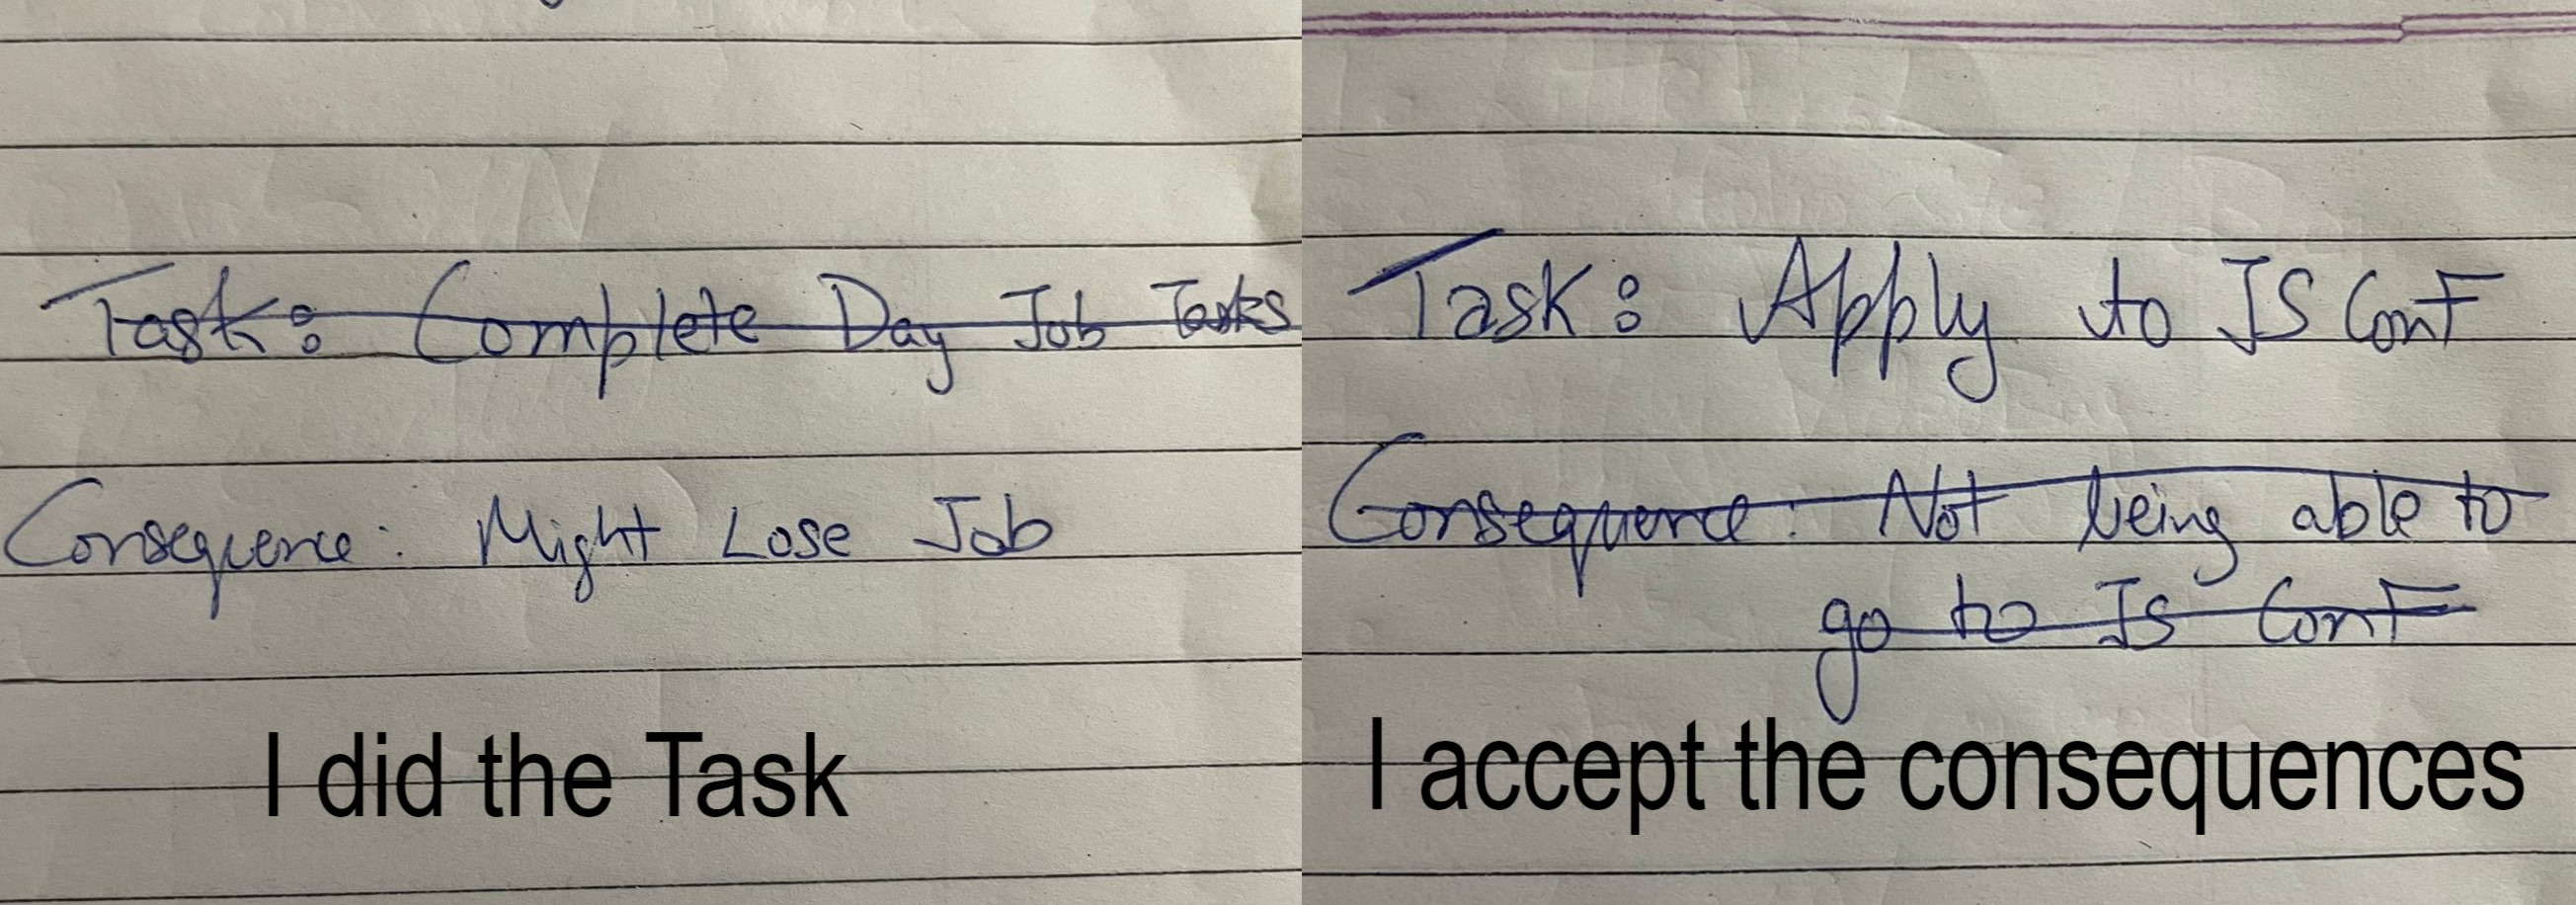 Task: Complete Day Job Tasks
Consequence: Might Lose Job
I did the Task
Task: Apply to JS Conf
Consequence: Not being able to
go to Js Conf
I accept the consequences